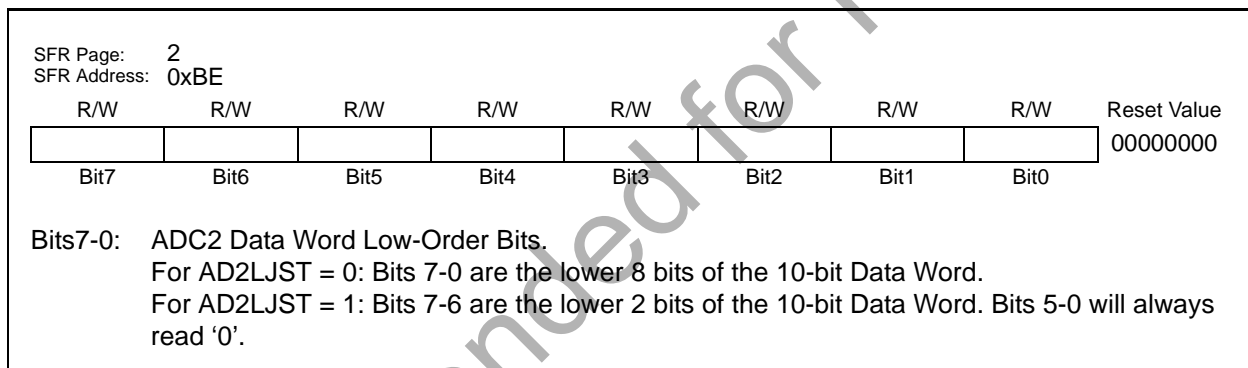 SFR Page: 2
SFR Address: 0xBE
R/W R/W R/W R/W R/W R/W R/W R/W Reset Value
00000000
Bit7 Bit6 Bit5 Bit4 Bit3 Bit2 Bit1 Bit0
Bits7-0: ADC2 Data Word Low-Order Bits.
For AD2LJST = 0: Bits 7-0 are the lower 8 bits of the 10-bit Data Word.
For AD2LJST = 1: Bits 7-6 are the lower 2 bits of the 10-bit Data Word. Bits 5-0 will always
read ‘0’.
ended for